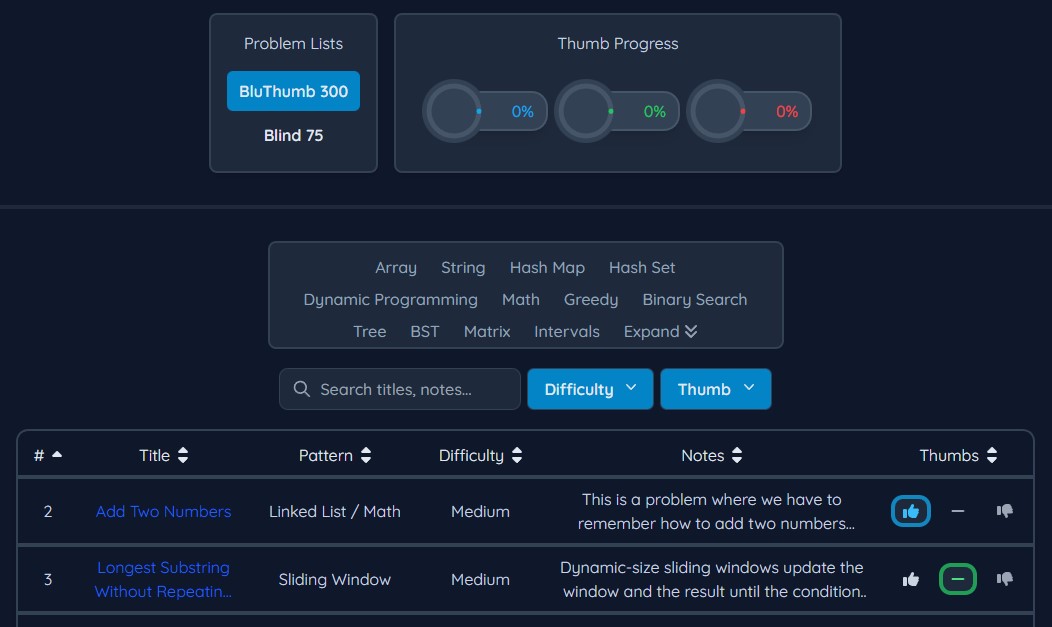 Problem Lists
BluThumb 300
Blind 75
Thumb Progress
0% 0% 0%
Array String Hash Map Hash Set
Dynamic Programming Math Greedy Binary Search
Tree BST Matrix Intervals Expand
Search titles, notes... Difficulty Thumb
# Title Pattern Difficulty Notes Thumbs
2 Add Two Numbers Linked List / Math Medium This is a problem where we have to
remember how to add two numbers...
3 Longest Substring Sliding Window Medium Dynamic-size sliding windows update the
Without Repeatin... window and the result until the condition..